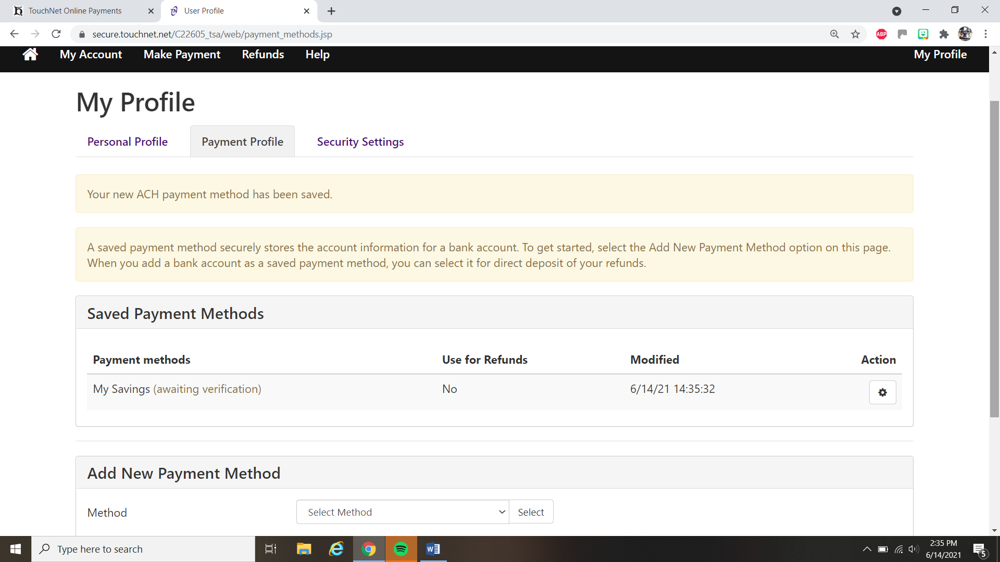 TouchNet Online Payments
User Profile
secure.touchnet.net/C22605_tsa/web/payment_methods.jsp
ABP
My Account Make Payment Refunds Help My Profile
My Profile
Personal Profile Payment Profile Security Settings
Your new ACH payment method has been saved.
A saved payment method securely stores the account information for a bank account. To get started, select the Add New Payment Method option on this page.
When you add a bank account as a saved payment method, you can select it for direct deposit of your refunds.
Saved Payment Methods
Payment methods Use for Refunds Modified Action
My Savings (awaiting verification) No 6/14/21 14:35:32
Add New Payment Method
Method Select Method Select
Type here to search
2:35 PM
6/14/2021
5